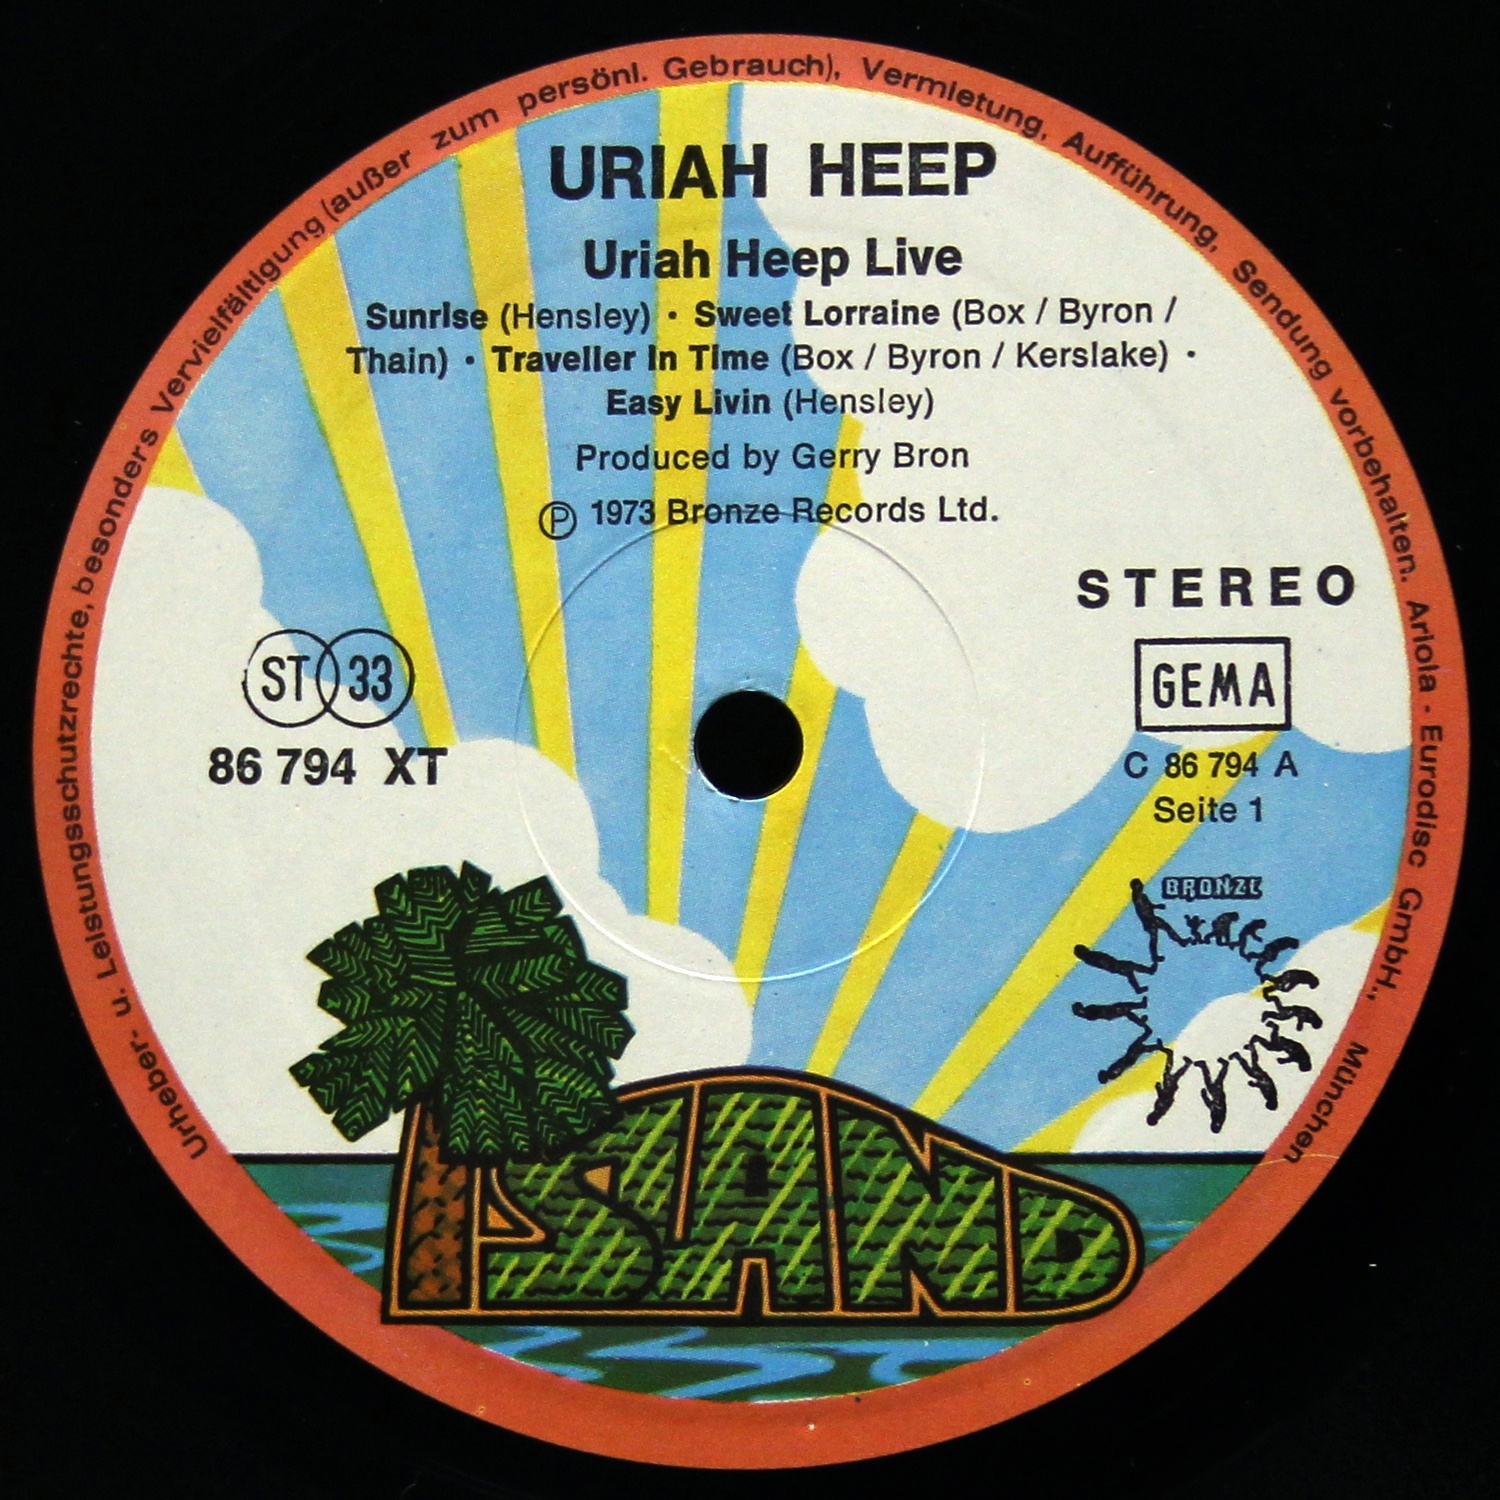 Urheber- u. Leistungsschutzrechte, besonders Vervielfältigung (außer zum persönl. Gebrauch), Vermietung, Aufführung, Sendung vorbehalten. Ariola - Eurodisc GmbH., München
URIAH HEEP
Uriah Heep Live
Sunrise (Hensley) • Sweet Lorraine (Box / Byron /
Thain) • Traveller In Time (Box / Byron / Kerslake) •
Easy Livin (Hensley)
Produced by Gerry Bron
Ⓟ 1973 Bronze Records Ltd.
STEREO
ST 33
GEMA
86 794 XT
C 86 794 A
Seite 1
BRONZE
ISLAND